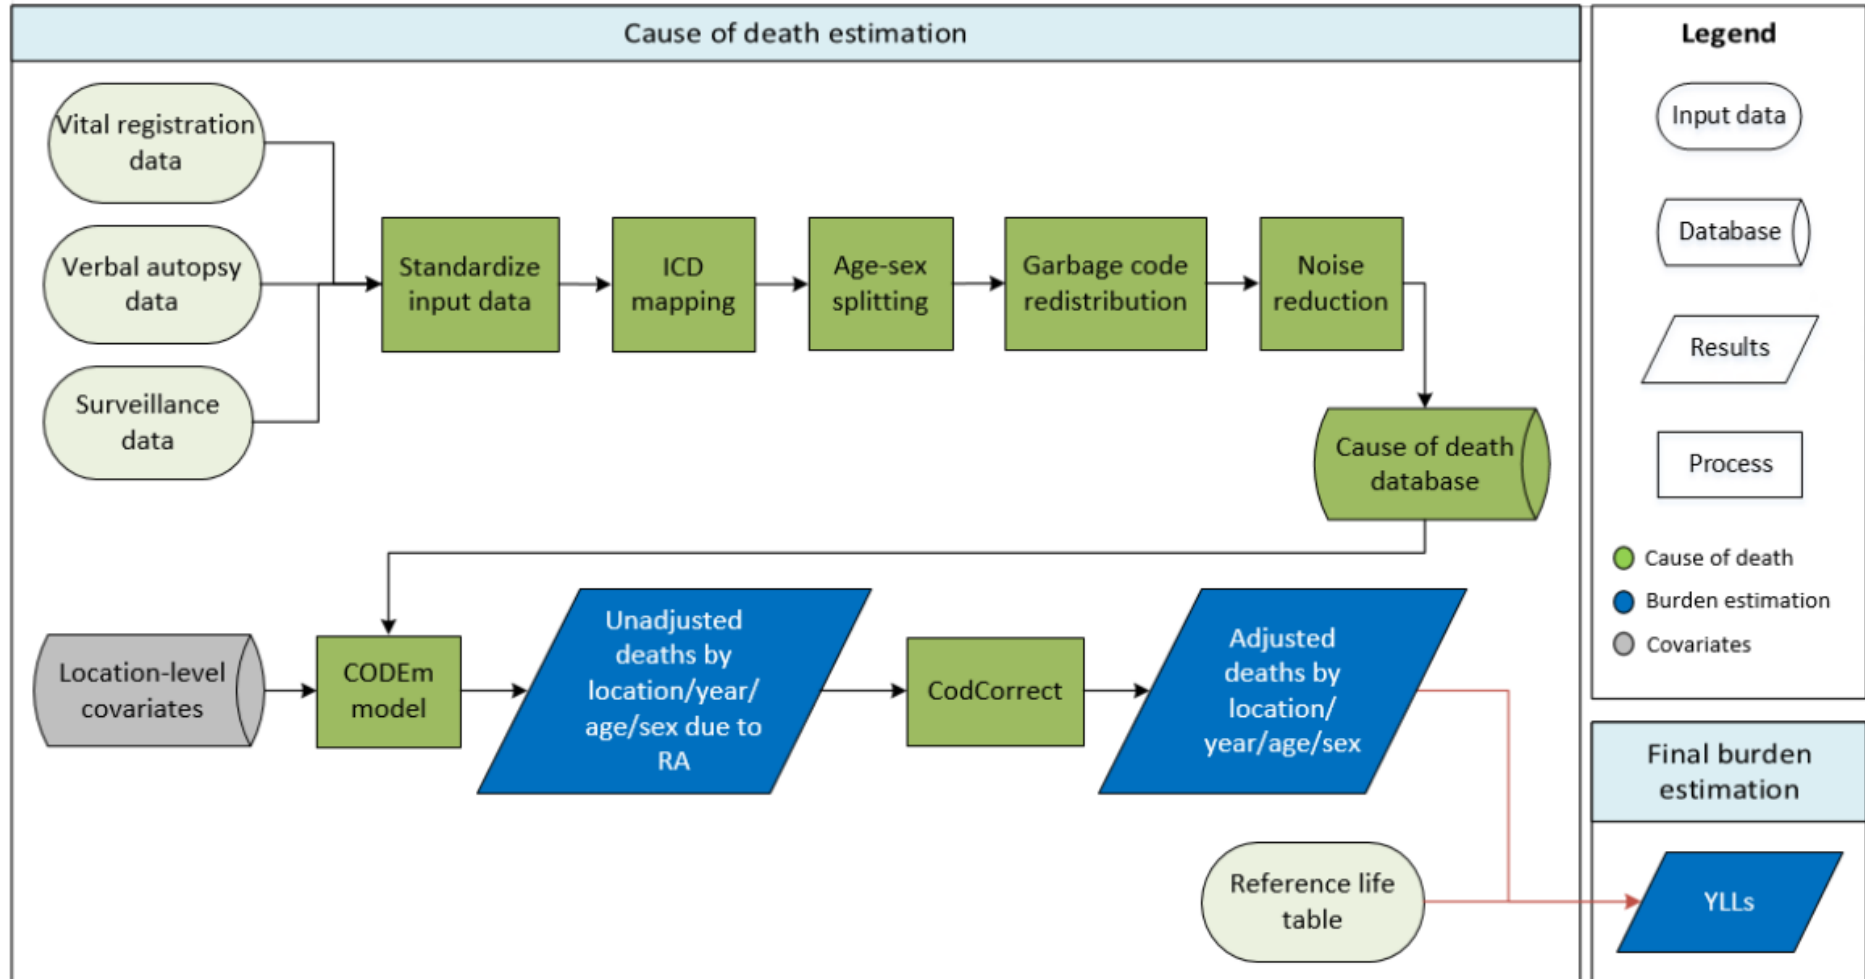 Cause of death estimation
Vital registration
data
Verbal autopsy
data
Surveillance
data
Standardize
input data
ICD
mapping
Age-sex
splitting
Garbage code
redistribution
Noise
reduction
Cause of death
database
Location-level
covariates
CODEm
model
Unadjusted
deaths by
location/year/
age/sex due to
RA
CodCorrect
Adjusted
deaths by
location/
year/age/sex
Reference life
table
Legend
Input data
Database
Results
Process
Cause of death
Burden estimation
Covariates
Final burden
estimation
YLLs